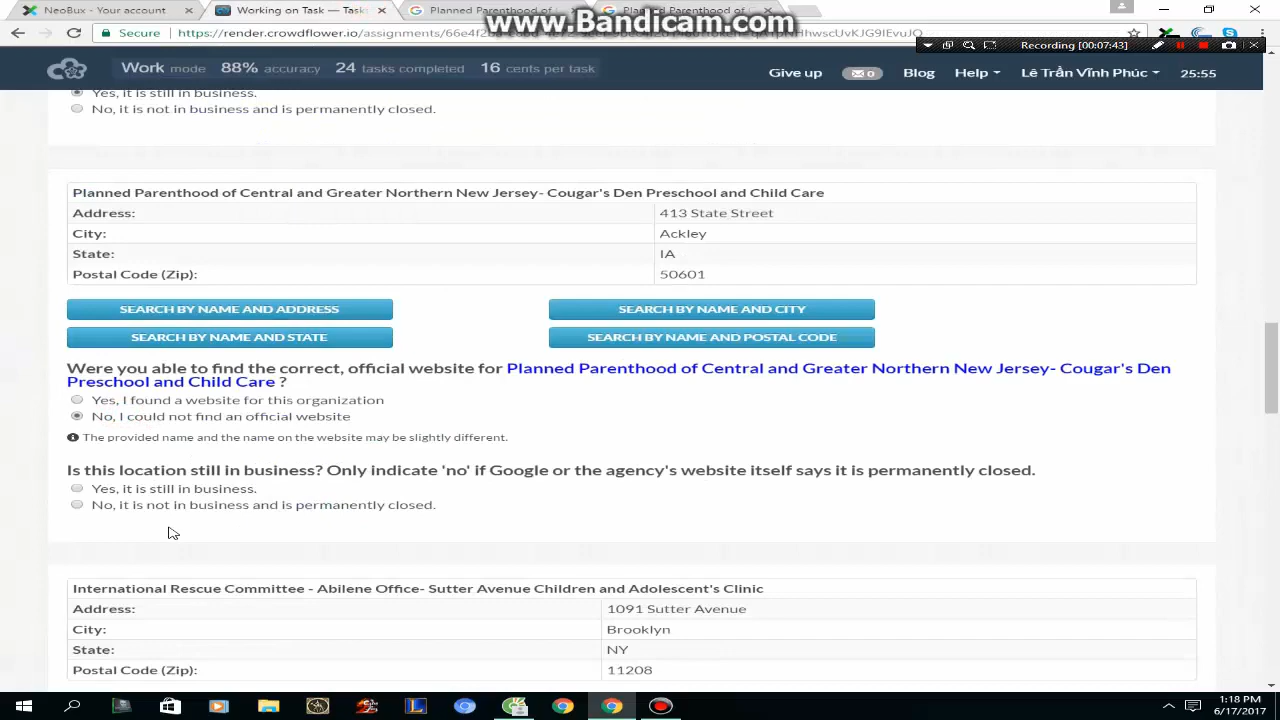 NeoBux - Your account
Working on Task — Task
Planned Parenthood of
Planned Parenthood of
www.Bandicam.com
Secure
Recording [00:07:43]
Work mode 88% accuracy 24 tasks completed 16 cents per task
Give up 0 Blog Help Lê Trần Vĩnh Phúc 25:55
Yes, it is still in business.
No, it is not in business and is permanently closed.
Planned Parenthood of Central and Greater Northern New Jersey- Cougar's Den Preschool and Child Care
Address: 413 State Street
City: Ackley
State: IA
Postal Code (Zip): 50601
SEARCH BY NAME AND ADDRESS SEARCH BY NAME AND CITY
SEARCH BY NAME AND STATE SEARCH BY NAME AND POSTAL CODE
Were you able to find the correct, official website for Planned Parenthood of Central and Greater Northern New Jersey- Cougar's Den
Preschool and Child Care ?
Yes, I found a website for this organization
No, I could not find an official website
The provided name and the name on the website may be slightly different.
Is this location still in business? Only indicate 'no' if Google or the agency's website itself says it is permanently closed.
Yes, it is still in business.
No, it is not in business and is permanently closed.
International Rescue Committee - Abilene Office- Sutter Avenue Children and Adolescent's Clinic
Address: 1091 Sutter Avenue
City: Brooklyn
State: NY
Postal Code (Zip): 11208
1:18 PM
6/17/2017